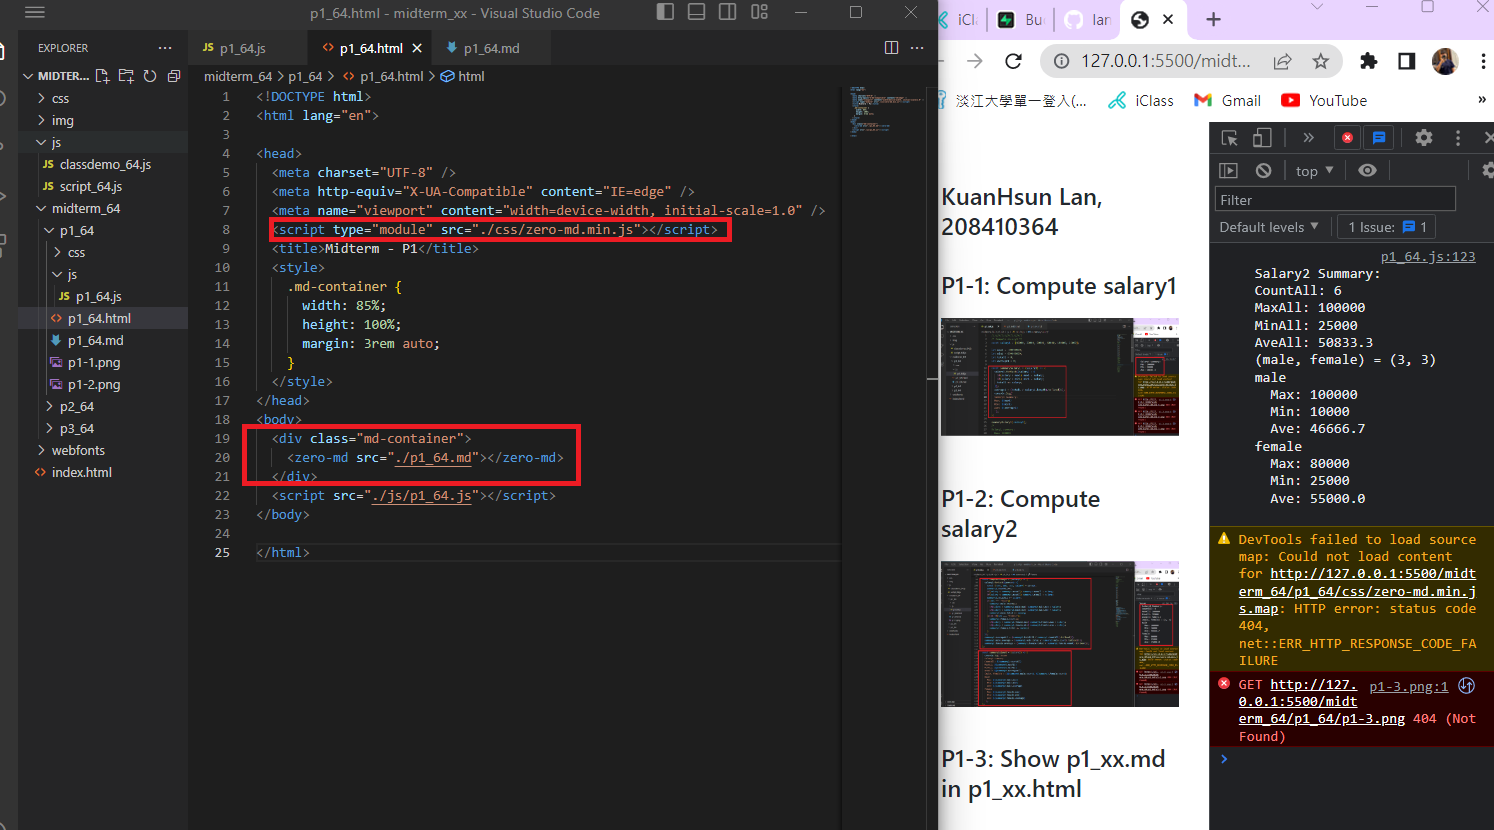 p1_64.html - midterm_xx - Visual Studio Code
EXPLORER
MIDTER...
css
img
js
JS classdemo_64.js
JS script_64.js
midterm_64
p1_64
css
js
JS p1_64.js
p1_64.html
p1_64.md
p1-1.png
p1-2.png
p2_64
p3_64
webfonts
index.html
JS p1_64.js
p1_64.html
p1_64.md
midterm_64 > p1_64 > p1_64.html > html
1 <!DOCTYPE html>
2 <html lang="en">
3
4 <head>
5 <meta charset="UTF-8" />
6 <meta http-equiv="X-UA-Compatible" content="IE=edge" />
7 <meta name="viewport" content="width=device-width, initial-scale=1.0" />
8 <script type="module" src="./css/zero-md.min.js"></script>
9 <title>Midterm - P1</title>
10 <style>
11 .md-container {
12 width: 85%;
13 height: 100%;
14 margin: 3rem auto;
15 }
16 </style>
17 </head>
18 <body>
19 <div class="md-container">
20 <zero-md src="./p1_64.md"></zero-md>
21 </div>
22 <script src="./js/p1_64.js"></script>
23 </body>
24
25 </html>
iCl
Bu
lan
127.0.0.1:5500/midt...
淡江大學單一登入(...
iClass
Gmail
YouTube
»
KuanHsun Lan,
208410364
P1-1: Compute salary1
P1-2: Compute
salary2
P1-3: Show p1_xx.md
in p1_xx.html
top
Filter
Default levels
1 Issue: 1
p1_64.js:123
Salary2 Summary:
CountAll: 6
MaxAll: 100000
MinAll: 25000
AveAll: 50833.3
(male, female) = (3, 3)
male
Max: 100000
Min: 10000
Ave: 46666.7
female
Max: 80000
Min: 25000
Ave: 55000.0
DevTools failed to load source
map: Could not load content
for http://127.0.0.1:5500/midt
erm_64/p1_64/css/zero-md.min.j
s.map: HTTP error: status code
404,
net::ERR_HTTP_RESPONSE_CODE_FA
ILURE
GET http://127. p1-3.png:1
0.0.1:5500/midt
erm_64/p1_64/p1-3.png 404 (Not
Found)